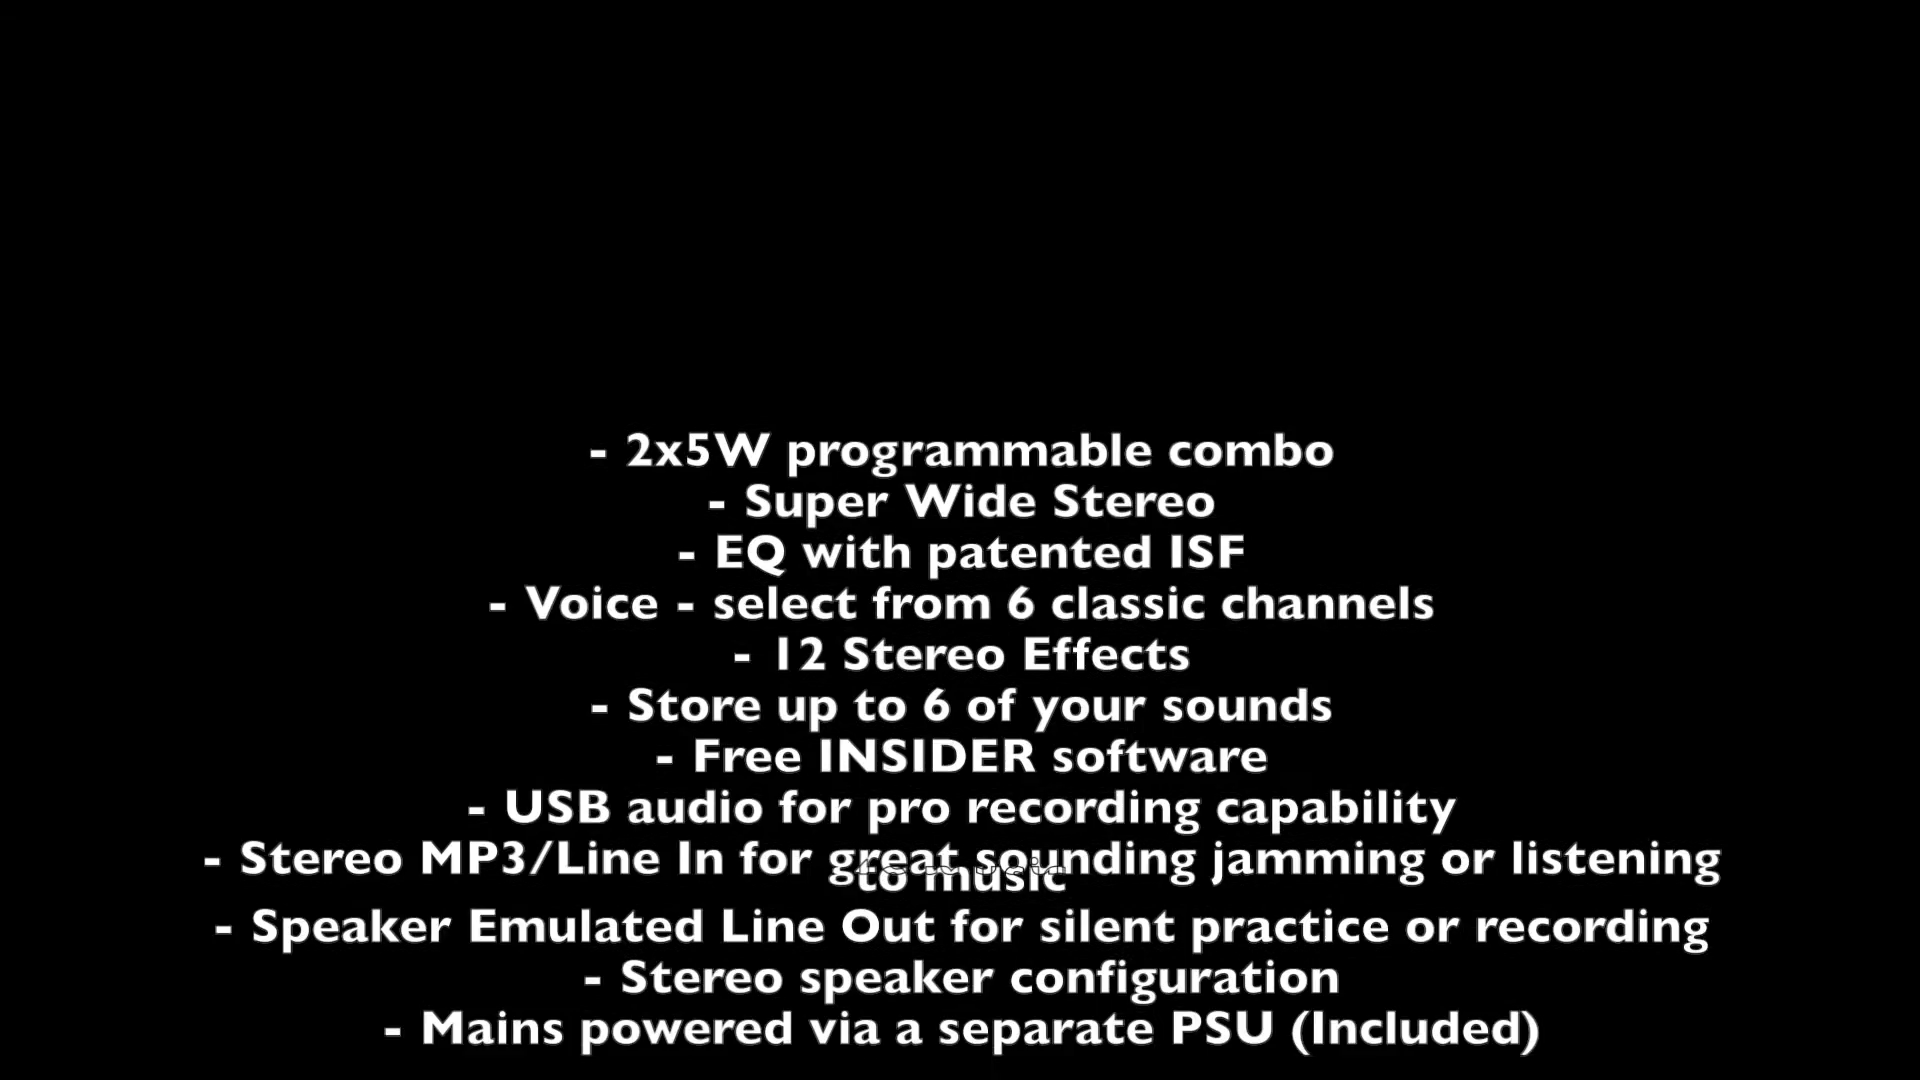 - 2x5W programmable combo
- Super Wide Stereo
- EQ with patented ISF
- Voice - select from 6 classic channels
- 12 Stereo Effects
- Store up to 6 of your sounds
- Free INSIDER software
- USB audio for pro recording capability
- Stereo MP3/Line In for great sounding jamming or listening
to music
- Speaker Emulated Line Out for silent practice or recording
- Stereo speaker configuration
- Mains powered via a separate PSU (Included)